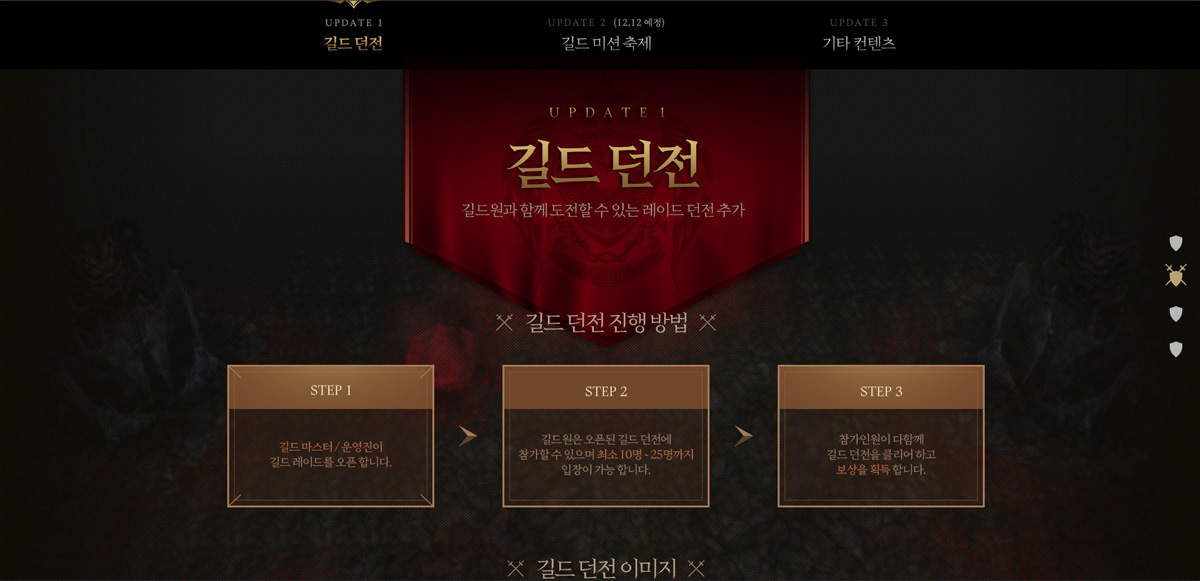 UPDATE 1
길드 던전
UPDATE 2 (12.12 예정)
길드 미션 축제
UPDATE 3
기타 컨텐츠
UPDATE 1
길드 던전
길드원과 함께 도전할 수 있는 레이드 던전 추가
길드 던전 진행 방법
STEP 1
길드 마스터 / 운영진이
길드 레이드를 오픈 합니다.
STEP 2
길드원은 오픈된 길드 던전에
참가할 수 있으며 최소 10명 ~ 25명까지
입장이 가능 합니다.
STEP 3
참가인원이 다함께
길드 던전을 클리어 하고
보상을 획득 합니다.
길드 던전 이미지